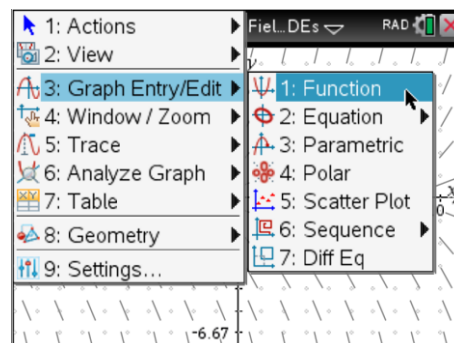 1: Actions
2: View
3: Graph Entry/Edit
4: Window / Zoom
5: Trace
6: Analyze Graph
7: Table
8: Geometry
9: Settings...
Fiel...DEs
RAD
1: Function
2: Equation
3: Parametric
4: Polar
5: Scatter Plot
6: Sequence
7: Diff Eq
y
x
0
-6.67